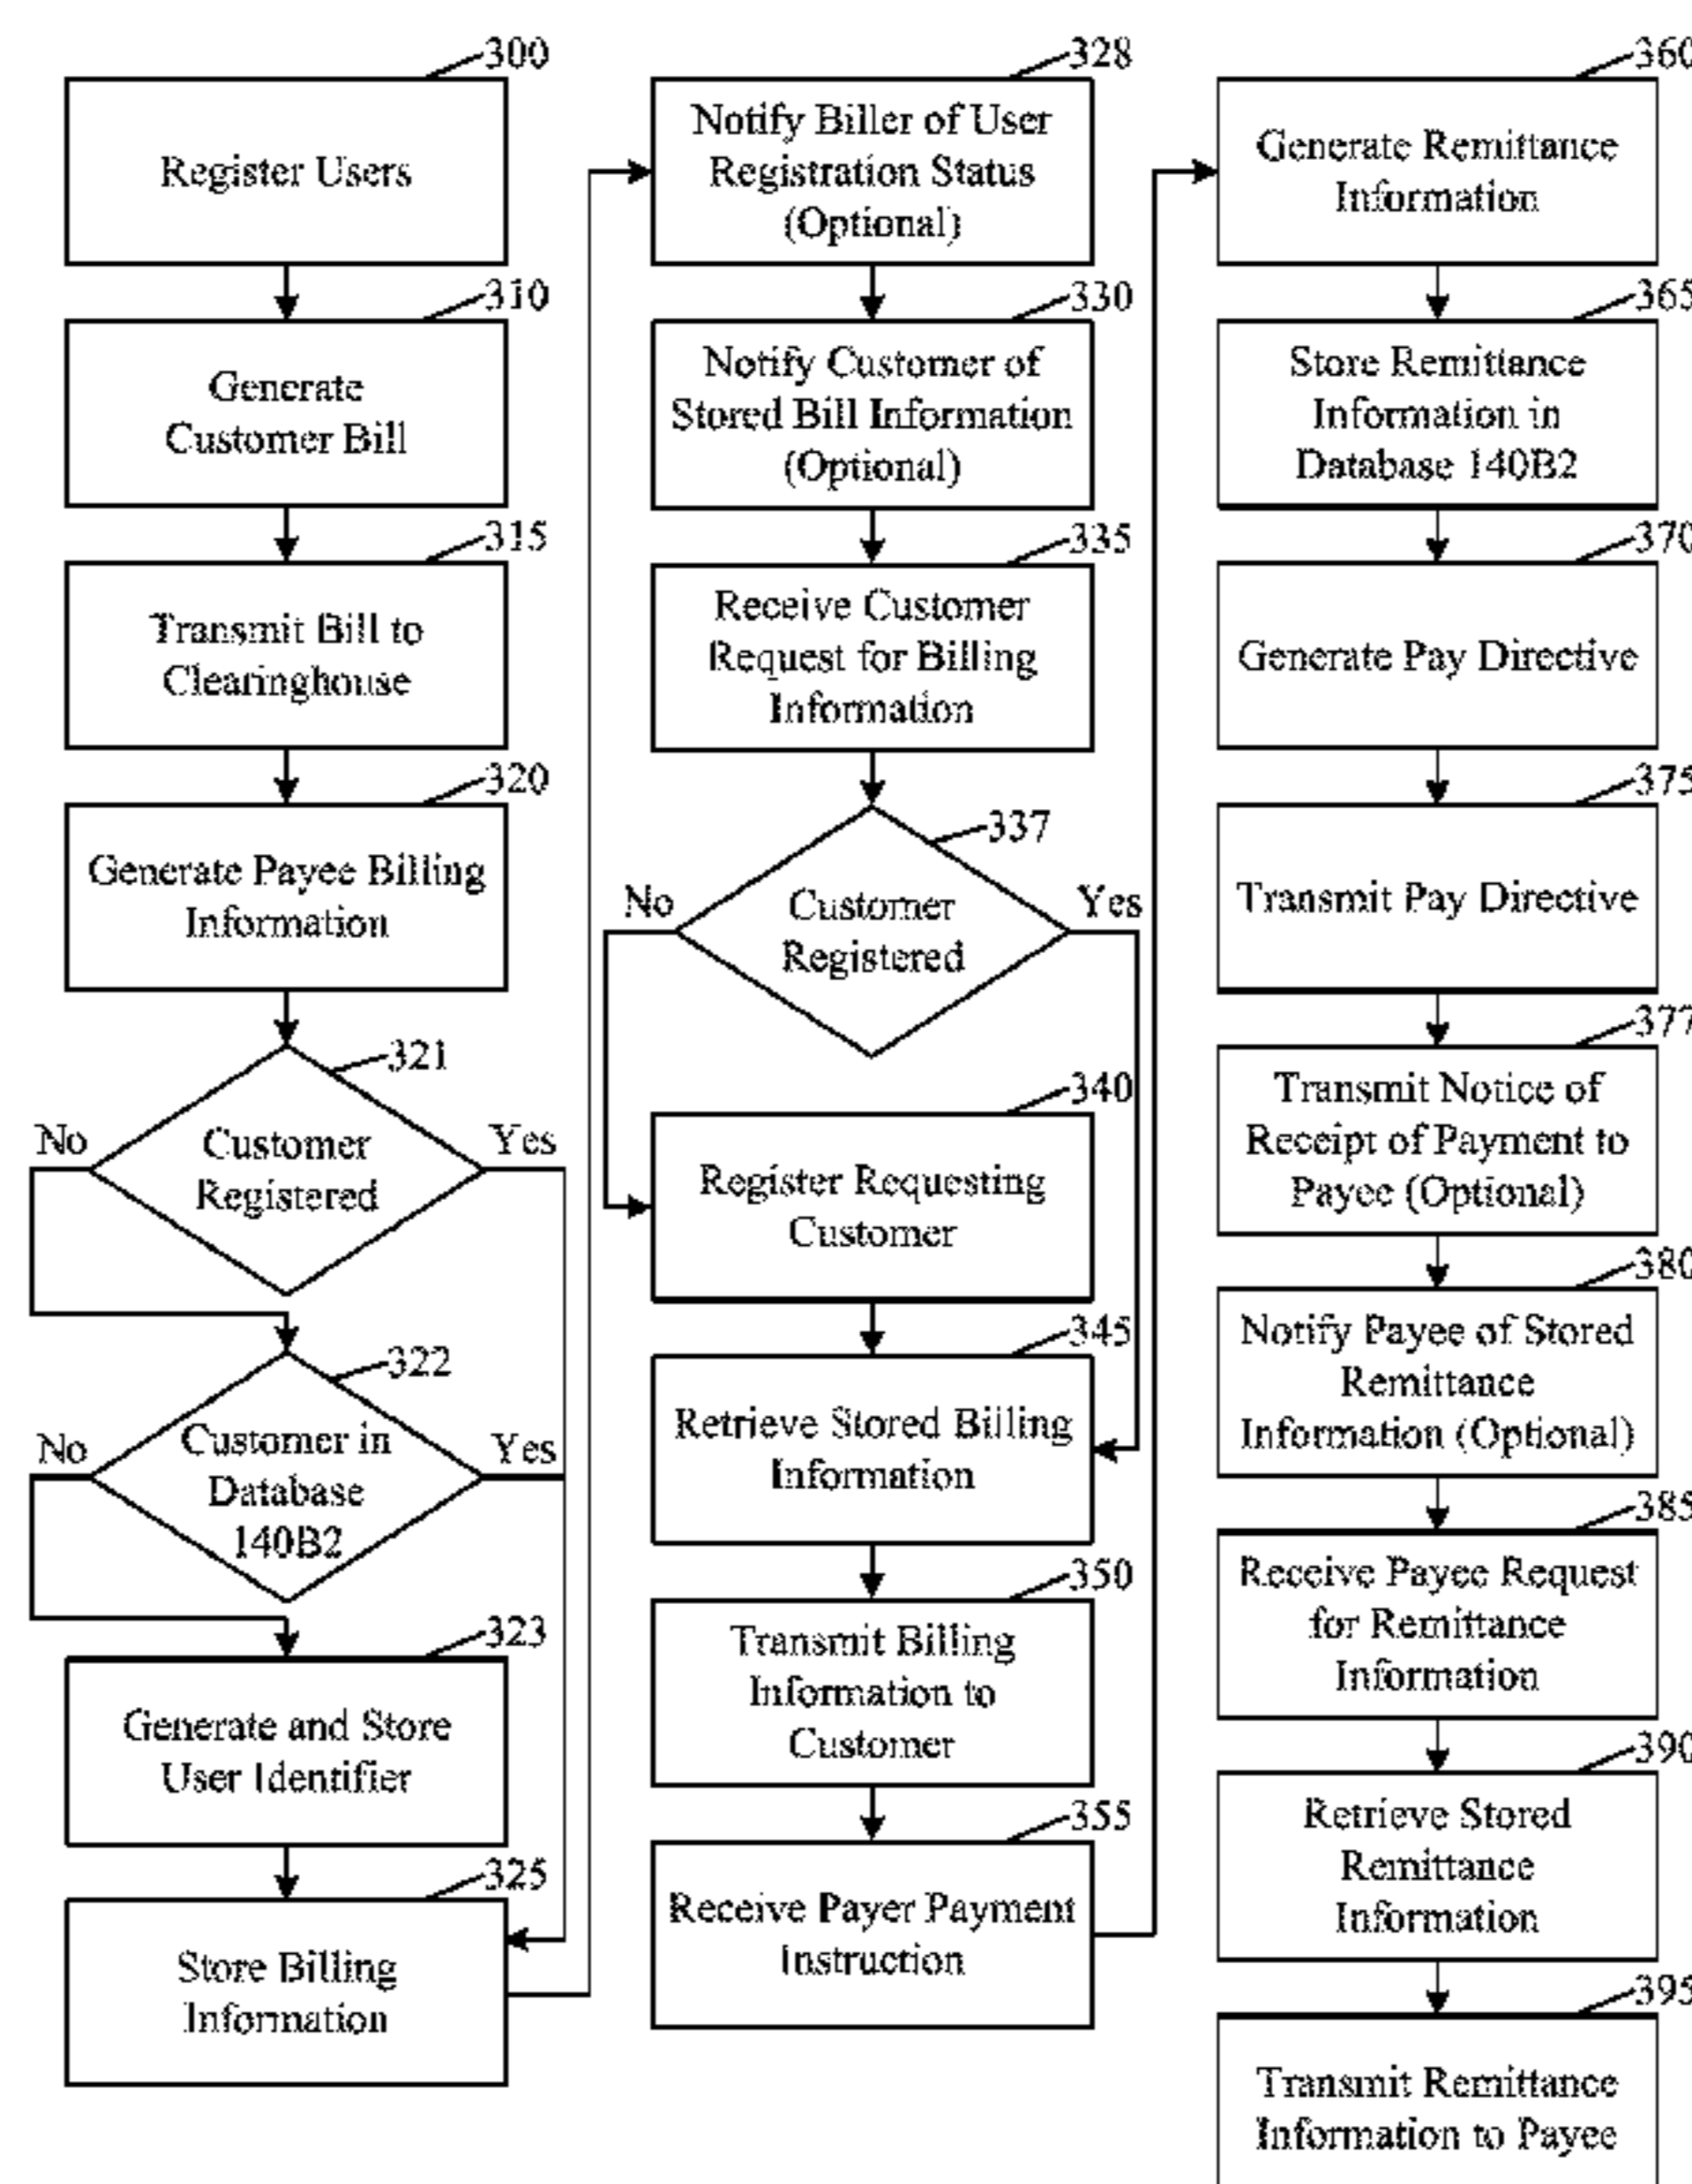 300
Register Users
310
Generate
Customer Bill
315
Transmit Bill to
Clearinghouse
320
Generate Payee Billing
Information
321
Customer
Registered
No
Yes
322
Customer in
Database
140B2
No
Yes
323
Generate and Store
User Identifier
325
Store Billing
Information
328
Notify Biller of User
Registration Status
(Optional)
330
Notify Customer of
Stored Bill Information
(Optional)
335
Receive Customer
Request for Billing
Information
337
Customer
Registered
No
Yes
340
Register Requesting
Customer
345
Retrieve Stored Billing
Information
350
Transmit Billing
Information to
Customer
355
Receive Payer Payment
Instruction
360
Generate Remittance
Information
365
Store Remittance
Information in
Database 140B2
370
Generate Pay Directive
375
Transmit Pay Directive
377
Transmit Notice of
Receipt of Payment to
Payee (Optional)
380
Notify Payee of Stored
Remittance
Information (Optional)
385
Receive Payee Request
for Remittance
Information
390
Retrieve Stored
Remittance
Information
395
Transmit Remittance
Information to Payee